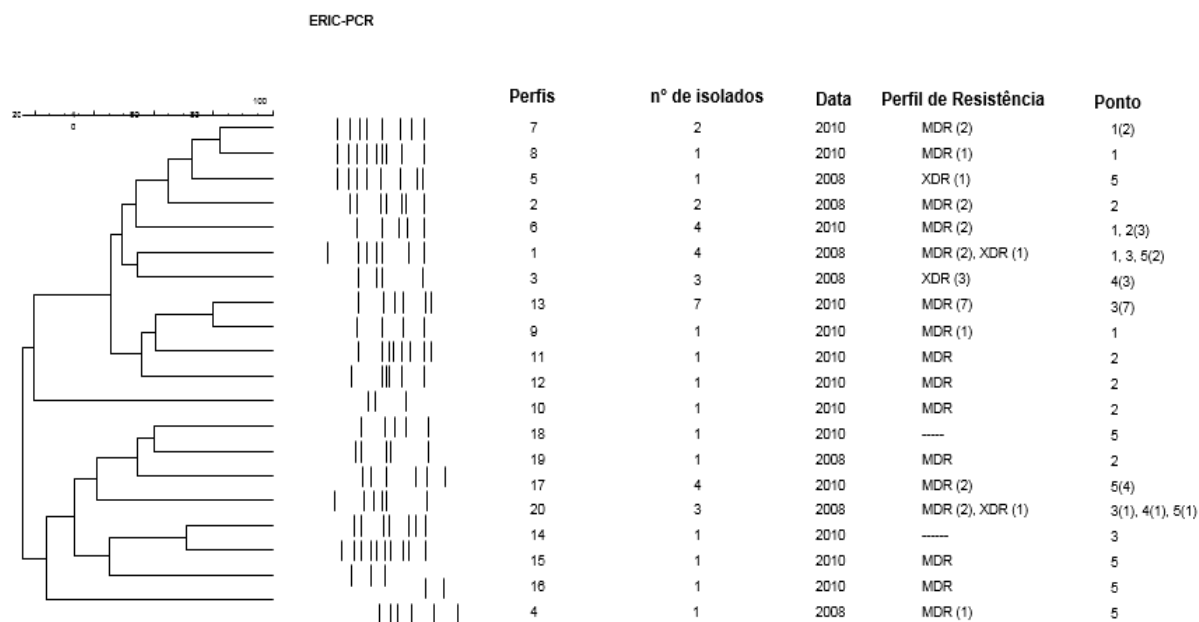 ERIC-PCR
Perfis nº de isolados Data Perfil de Resistência Ponto
100
20
0
7 2 2010 MDR (2) 1(2)
8 1 2010 MDR (1) 1
5 1 2008 XDR (1) 5
2 2 2008 MDR (2) 2
6 4 2010 MDR (2) 1, 2(3)
1 4 2008 MDR (2), XDR (1) 1, 3, 5(2)
3 3 2008 XDR (3) 4(3)
13 7 2010 MDR (7) 3(7)
9 1 2010 MDR (1) 1
11 1 2010 MDR 2
12 1 2010 MDR 2
10 1 2010 MDR 2
18 1 2010 ----- 5
19 1 2008 MDR 2
17 4 2010 MDR (2) 5(4)
20 3 2008 MDR (2), XDR (1) 3(1), 4(1), 5(1)
14 1 2010 ------ 3
15 1 2010 MDR 5
16 1 2010 MDR 5
4 1 2008 MDR (1) 5